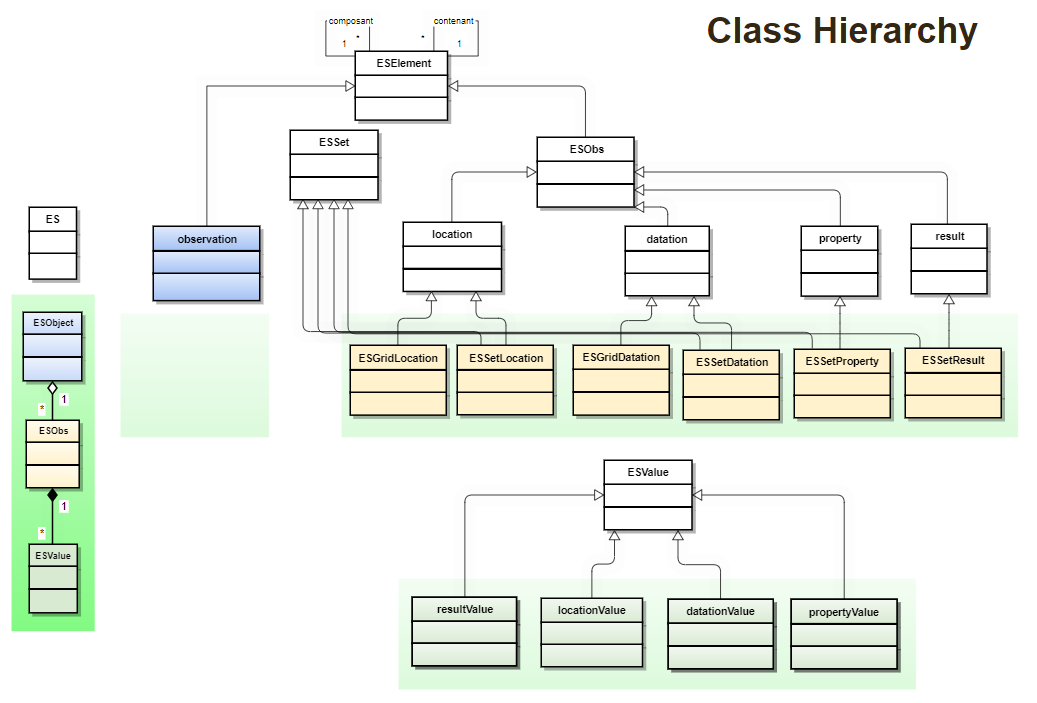 Class Hierarchy
composant
contenant
* *
1 1
ESElement
ESSet
ESObs
ES
observation
location
datation
property
result
ESObject
1
*
ESObs
1
*
ESValue
ESGridLocation
ESSetLocation
ESGridDatation
ESSetDatation
ESSetProperty
ESSetResult
ESValue
resultValue
locationValue
datationValue
propertyValue